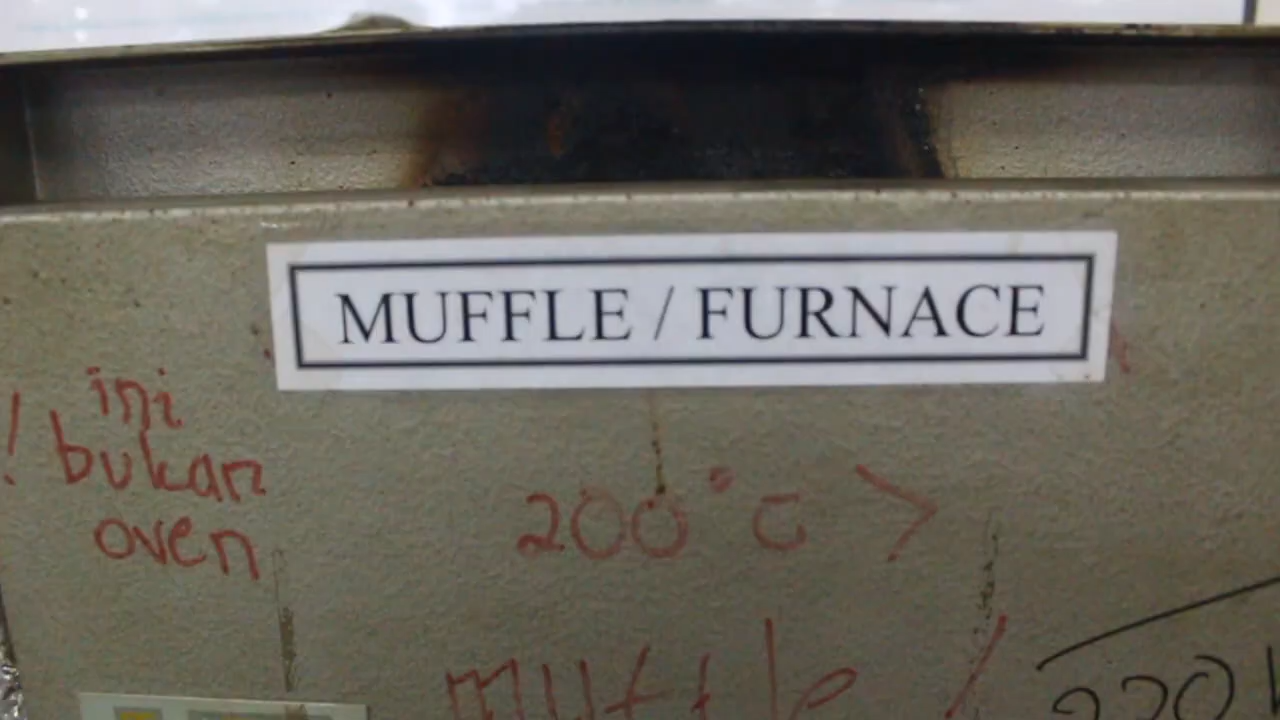 MUFFLE / FURNACE
! ini
bukan
oven
200°C >
muffle /